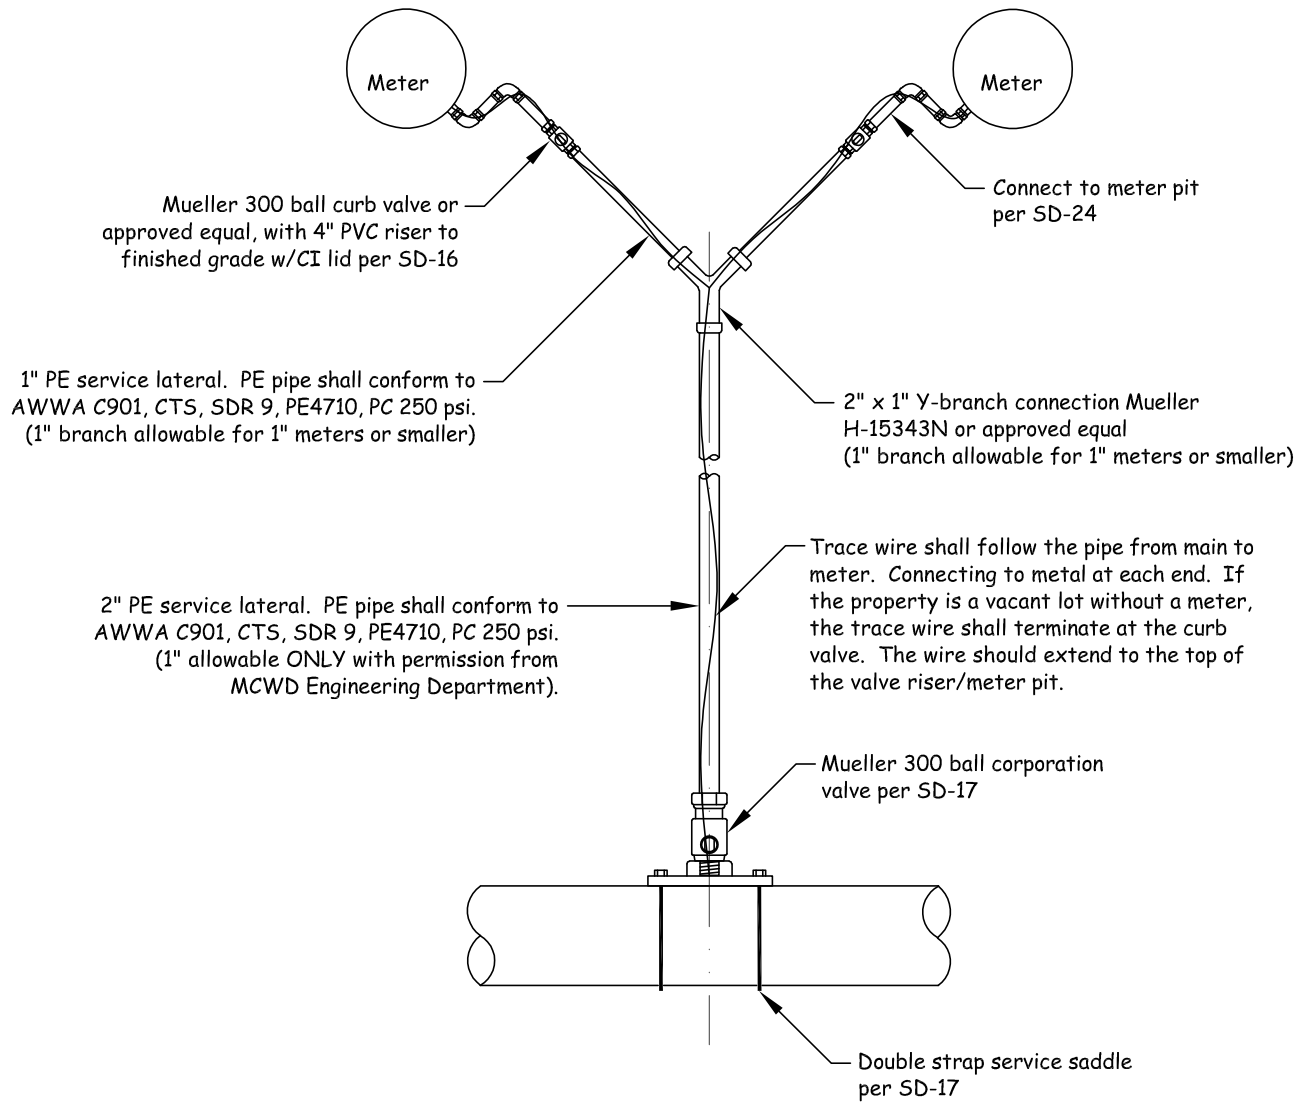 Meter
Meter
Mueller 300 ball curb valve or
approved equal, with 4" PVC riser to
finished grade w/CI lid per SD-16
Connect to meter pit
per SD-24
1" PE service lateral.  PE pipe shall conform to
AWWA C901, CTS, SDR 9, PE4710, PC 250 psi.
(1" branch allowable for 1" meters or smaller)
2" x 1" Y-branch connection Mueller
H-15343N or approved equal
(1" branch allowable for 1" meters or smaller)
Trace wire shall follow the pipe from main to
meter.  Connecting to metal at each end.  If
the property is a vacant lot without a meter,
the trace wire shall terminate at the curb
valve.  The wire should extend to the top of
the valve riser/meter pit.
2" PE service lateral.  PE pipe shall conform to
AWWA C901, CTS, SDR 9, PE4710, PC 250 psi.
(1" allowable ONLY with permission from
MCWD Engineering Department).
Mueller 300 ball corporation
valve per SD-17
Double strap service saddle
per SD-17